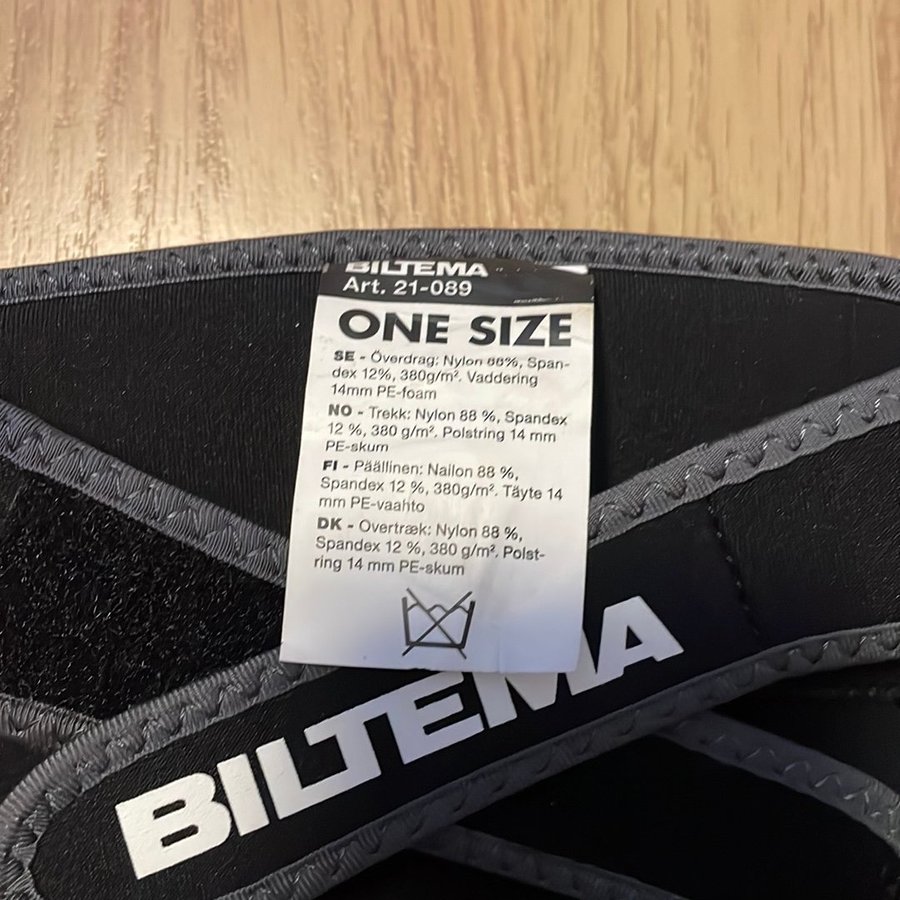 BILTEMA
Art. 21-089
ONE SIZE
SE - Överdrag: Nylon 88%, Span-
dex 12%, 380g/m². Vaddering
14mm PE-foam
NO - Trekk: Nylon 88 %, Spandex
12 %, 380 g/m². Polstring 14 mm
PE-skum
FI - Päällinen: Nailon 88 %,
Spandex 12 %, 380g/m². Täyte 14
mm PE-vaahto
DK - Overtræk: Nylon 88 %,
Spandex 12 %, 380 g/m². Polst-
ring 14 mm PE-skum
BILTEMA